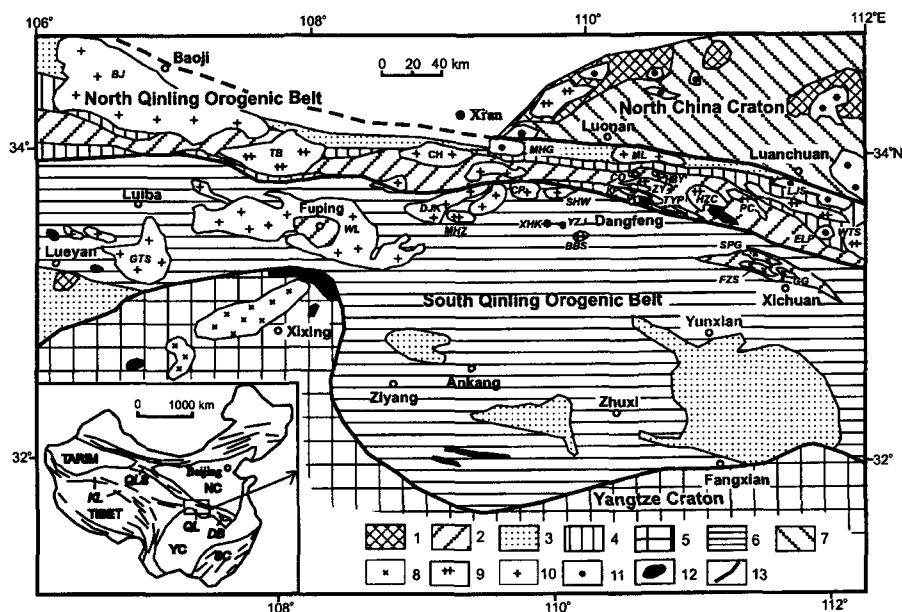 106° 108° 110° 112°E
Baoji
BJ
0 20 40 km
North Qinling Orogenic Belt
Xi'an
North China Craton
Luonan
34°
34°N
TB
CH
MHG
ML
Luanchuan
LJS
Luiba
CP
SHW
ZY
TYP
HZC
PC
DJK
MHZ
Fuping
WL
XHK
YZJ
Dangfeng
BBS
ELP
WTS
Lueyan
GTS
SPG
FZS
Xichuan
South Qinling Orogenic Belt
Xixing
Yunxian
Ankang
Ziyang
Zhuxi
0 1000 km
32°
32°
Fangxian
Yangtze Craton
TARIM
Beijing
QLS
NC
KL
TIBET
QL
DB
YC
SC
1 2 3 4 5 6 7
8 9 10 11 12 13
108° 110° 112°